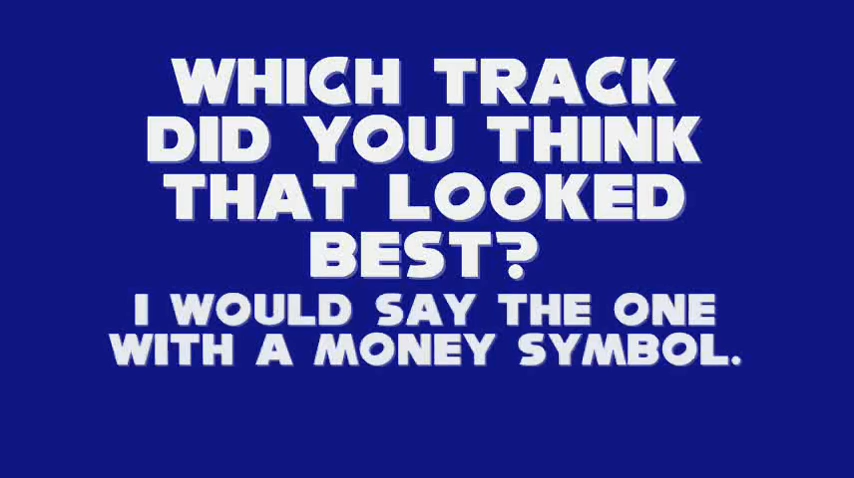 WHICH TRACK
DID YOU THINK
THAT LOOKED
BEST?
I WOULD SAY THE ONE
WITH A MONEY SYMBOL.